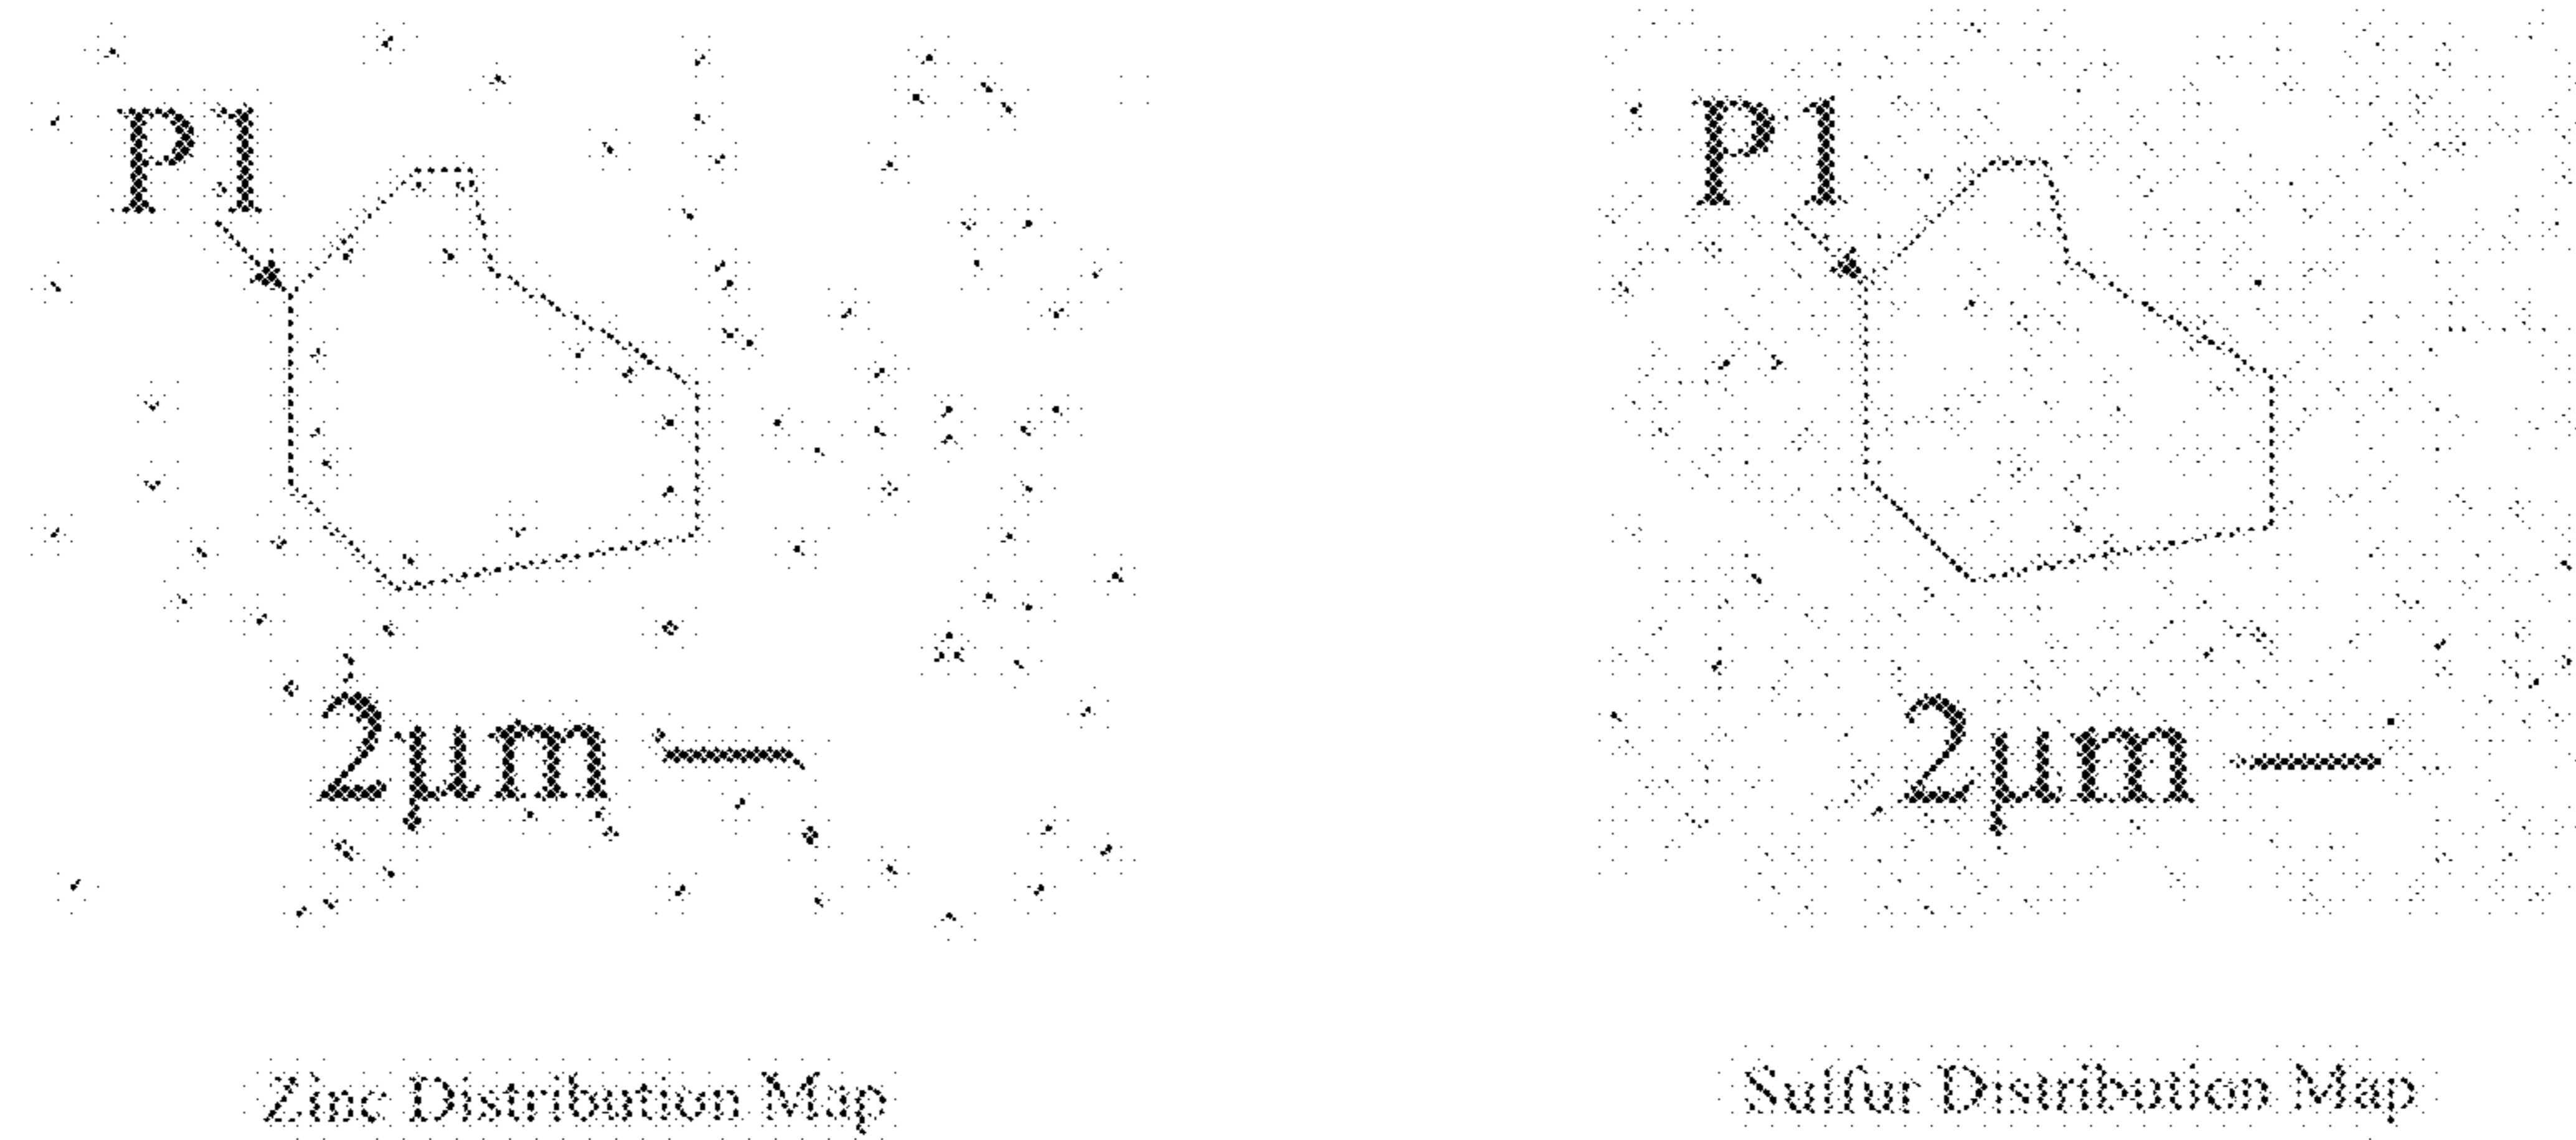 P1
2μm
Zinc Distribution Map
P1
2μm
Sulfur Distribution Map